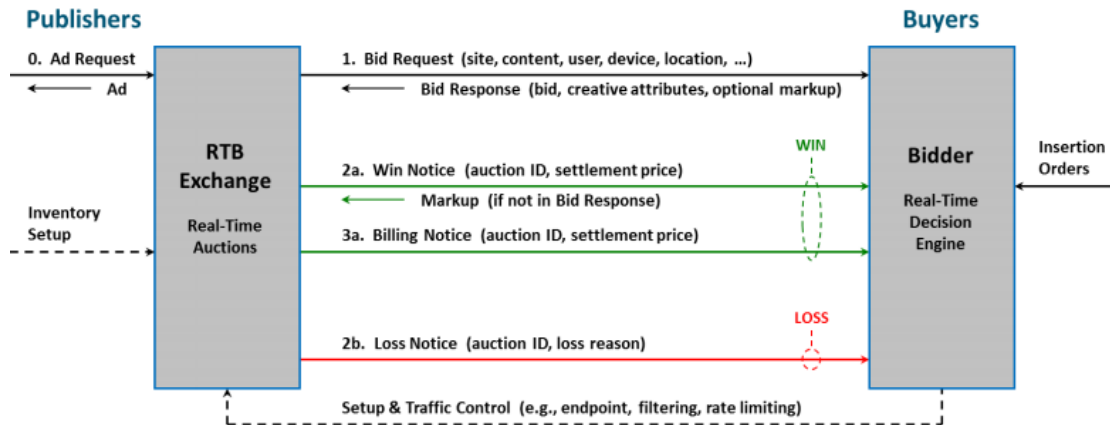 Publishers
Buyers
0. Ad Request
Ad
1. Bid Request (site, content, user, device, location, ...)
Bid Response (bid, creative attributes, optional markup)
RTB
Exchange
Real-Time
Auctions
WIN
2a. Win Notice (auction ID, settlement price)
Markup (if not in Bid Response)
3a. Billing Notice (auction ID, settlement price)
Bidder
Real-Time
Decision
Engine
Insertion
Orders
Inventory
Setup
LOSS
2b. Loss Notice (auction ID, loss reason)
Setup & Traffic Control (e.g., endpoint, filtering, rate limiting)